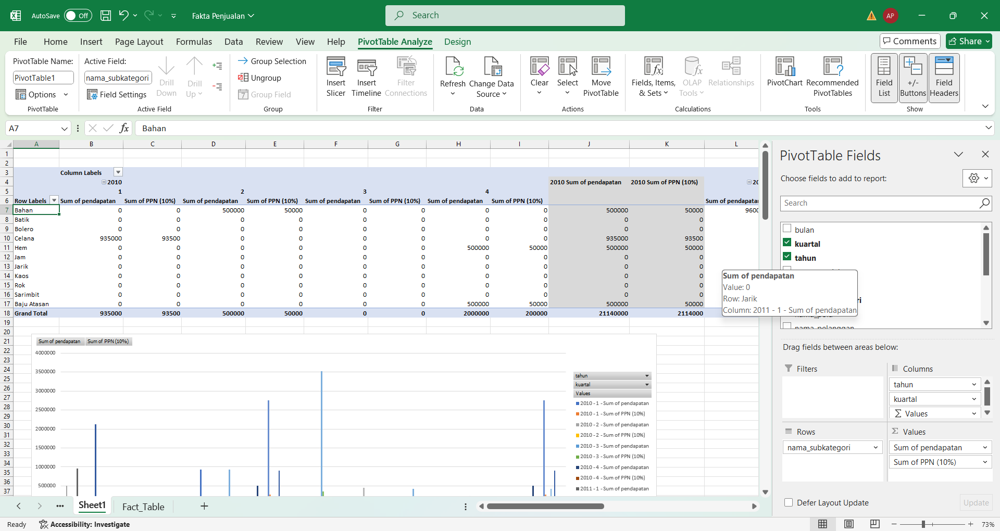 AutoSave Off Fakta Penjualan Search AP
File Home Insert Page Layout Formulas Data Review View Help PivotTable Analyze Design Comments Share
PivotTable Name: Active Field: Group Selection
PivotTable1 nama_subkategori Ungroup
Options Field Settings Group Field
Drill Down Drill Up
Insert Slicer Insert Timeline Filter Connections
Refresh Change Data Source
Clear Select Move PivotTable
Fields, Items, & Sets OLAP Tools Relationships
PivotChart Recommended PivotTables
Field List +/- Buttons Field Headers
PivotTable Active Field Group Filter Data Actions Calculations Tools Show
A7 fx Bahan
A B C D E F G H I J K L
1
2
3 Column Labels
4 2010 2010 Sum of pendapatan 2010 Sum of PPN (10%)
5 1 2 3 4
6 Row Labels Sum of pendapatan Sum of PPN (10%) Sum of pendapatan Sum of PPN (10%) Sum of pendapatan Sum of PPN (10%) Sum of pendapatan Sum of PPN (10%)
7 Bahan 0 0 500000 50000 0 0 0 0 500000 50000
8 Batik 0 0 0 0 0 0 0 0 0 0
9 Bolero 0 0 0 0 0 0 0 0 0 0
10 Celana 935000 93500 0 0 0 0 0 0 935000 93500
11 Hem 0 0 0 0 0 0 500000 50000 500000 50000
12 Jam 0 0 0 0 0 0 0 0 0 0
13 Jarik 0 0 0 0 0 0 0 0 0 0
14 Kaos 0 0 0 0 0 0 0 0 0 0
15 Rok 0 0 0 0 0 0 0 0 0 0
16 Sarimbit 0 0 0 0 0 0 0 0 0 0
17 Baju Atasan 0 0 0 0 0 0 500000 50000 500000 50000
18 Grand Total 935000 93500 500000 50000 0 0 2000000 200000 21140000 2114000
19
20
21
22
23
24
25
26
27
28
29
30
31
32
33
34
35
36
37
Sum of pendapatan Sum of PPN (10%)
4000000
3500000
3000000
2500000
2000000
1500000
1000000
500000
tahun
kuartal
Values
2010 - 1 - Sum of pendapatan
2010 - 1 - Sum of PPN (10%)
2010 - 2 - Sum of pendapatan
2010 - 2 - Sum of PPN (10%)
2010 - 3 - Sum of pendapatan
2010 - 3 - Sum of PPN (10%)
2010 - 4 - Sum of pendapatan
2010 - 4 - Sum of PPN (10%)
2011 - 1 - Sum of pendapatan
Sum of pendapatan
Value: 0
Row: Jarik
Column: 2011 - 1 - Sum of pendapatan
PivotTable Fields
Choose fields to add to report:
Search
bulan
kuartal
tahun
nama_pelanggan
Drag fields between areas below:
Filters Columns
tahun
kuartal
Σ Values
Rows Σ Values
nama_subkategori Sum of pendapatan
Sum of PPN (10%)
Defer Layout Update Update
Sheet1 Fact_Table
Ready Accessibility: Investigate 73%